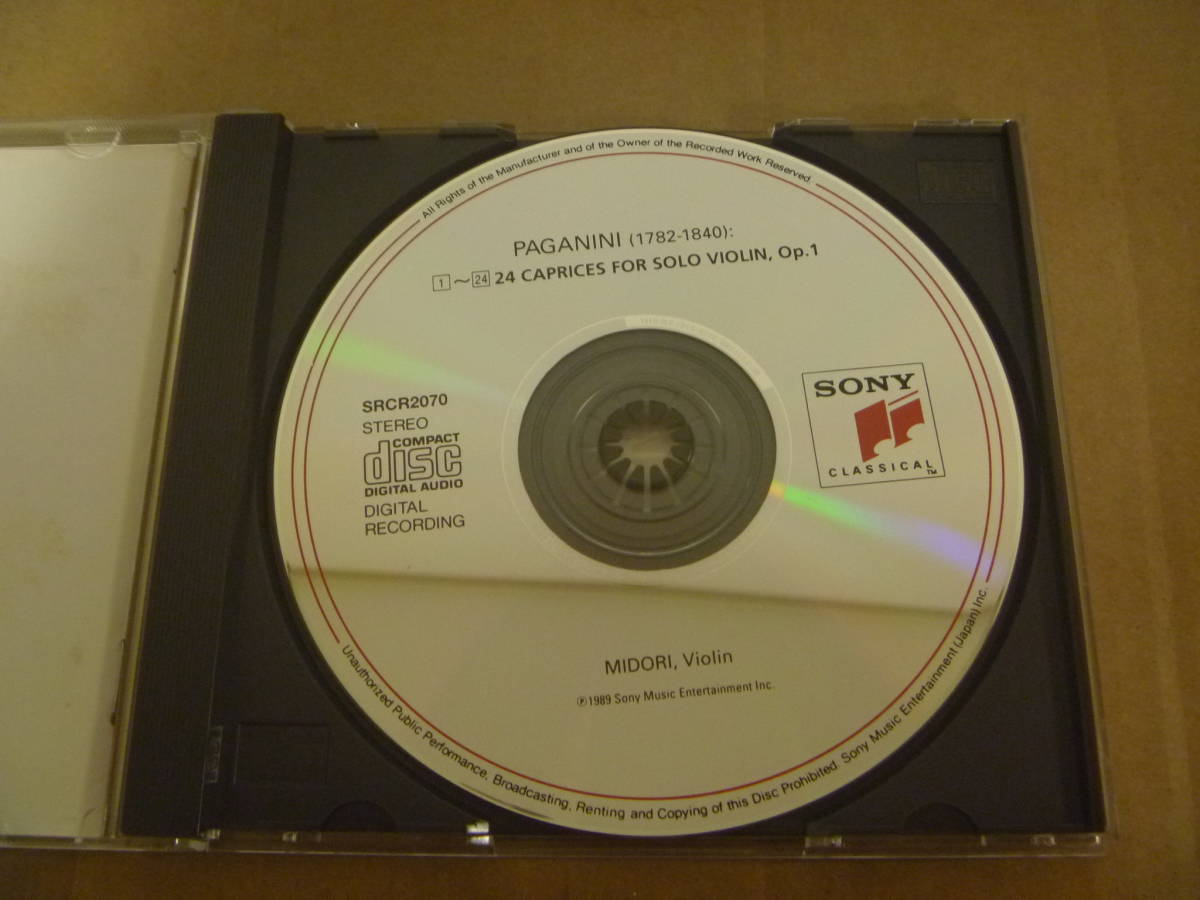 All Rights of the Manufacturer and of the Owner of the Recorded Work Reserved.
PAGANINI (1782-1840):
1～24 24 CAPRICES FOR SOLO VIOLIN, Op.1
SRCR2070
STEREO
COMPACT
disc
DIGITAL AUDIO
DIGITAL
RECORDING
SONY
CLASSICAL™
MIDORI, Violin
℗1989 Sony Music Entertainment Inc.
Unauthorized Public Performance, Broadcasting, Renting and Copying of this Disc Prohibited. Sony Music Entertainment (Japan) Inc.